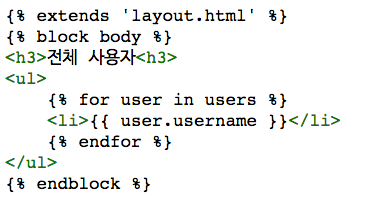 {% extends 'layout.html' %}
{% block body %}
<h3>전체 사용자<h3>
<ul>
    {% for user in users %}
    <li>{{ user.username }}</li>
    {% endfor %}
</ul>
{% endblock %}